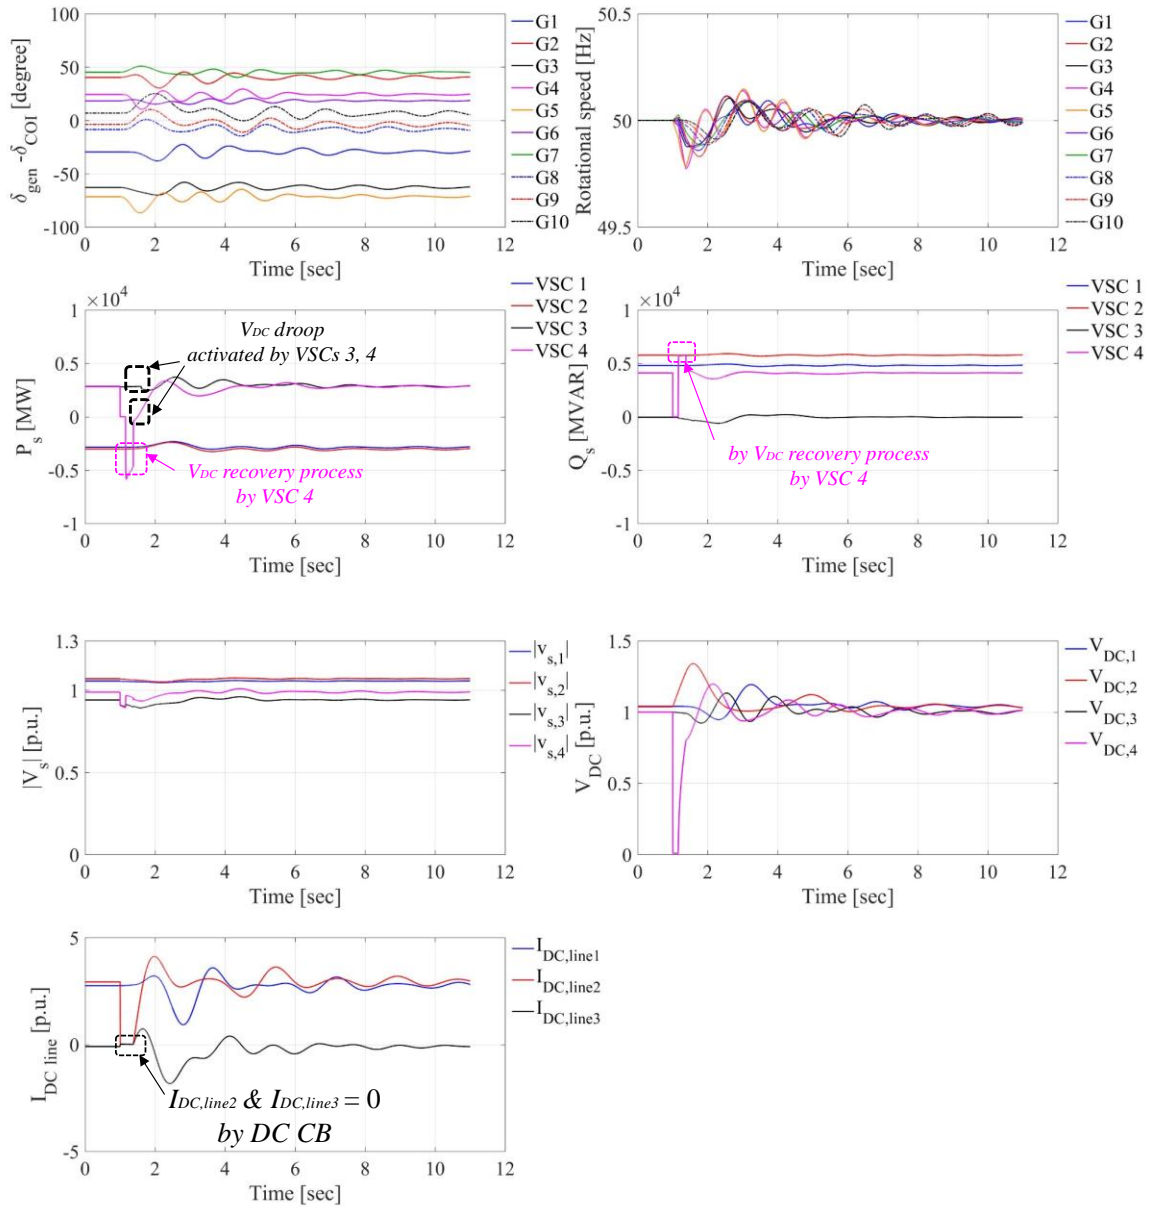 100
50
0
-50
-100
δgen -δCOI [degree]
0 2 4 6 8 10 12
Time [sec]
G1
G2
G3
G4
G5
G6
G7
G8
G9
G10
50.5
50
49.5
Rotational speed [Hz]
0 2 4 6 8 10 12
Time [sec]
G1
G2
G3
G4
G5
G6
G7
G8
G9
G10
×10^4
1
0.5
0
-0.5
-1
Ps [MW]
VDC droop
activated by VSCs 3, 4
VDC recovery process
by VSC 4
0 2 4 6 8 10 12
Time [sec]
VSC 1
VSC 2
VSC 3
VSC 4
×10^4
1
0.5
0
-0.5
-1
Qs [MVAR]
by VDC recovery process
by VSC 4
0 2 4 6 8 10 12
Time [sec]
VSC 1
VSC 2
VSC 3
VSC 4
1.3
1
0.5
0
|Vs| [p.u.]
0 2 4 6 8 10 12
Time [sec]
|vs,1|
|vs,2|
|vs,3|
|vs,4|
1.5
1
0.5
0
VDC [p.u.]
0 2 4 6 8 10 12
Time [sec]
VDC,1
VDC,2
VDC,3
VDC,4
5
0
-5
IDC line [p.u.]
IDC,line2 & IDC,line3 = 0
by DC CB
0 2 4 6 8 10 12
Time [sec]
IDC,line1
IDC,line2
IDC,line3